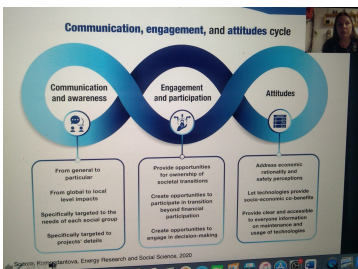 Communication, engagement, and attitudes cycle
Communication
and awareness
Engagement
and participation
Attitudes
From general to
particular
From global to local
level impacts
Specifically targeted to the
needs of each social group
Specifically targeted to
projects' details
Provide opportunities
for ownership of
societal transitions
Create opportunities to
participate in transition
beyond financial
participation
Create opportunities to
engage in decision-making
Address economic
rationality and
safety perceptions
Let technologies provide
socio-economic co-benefits
Provide clear and accessible
to everyone information
on maintenance and
usage of technologies
Source: Komendantova, Energy Research and Social Science, 2020